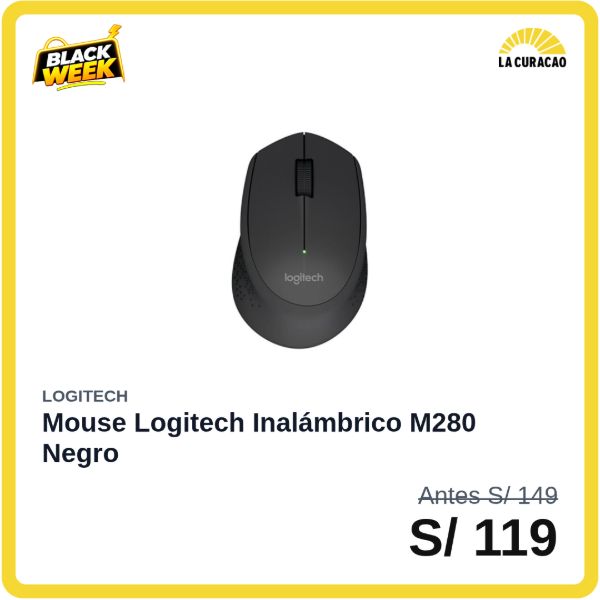 BLACK
WEEK
LA CURACAO
logitech
LOGITECH
Mouse Logitech Inalámbrico M280
Negro
Antes S/ 149
S/ 119